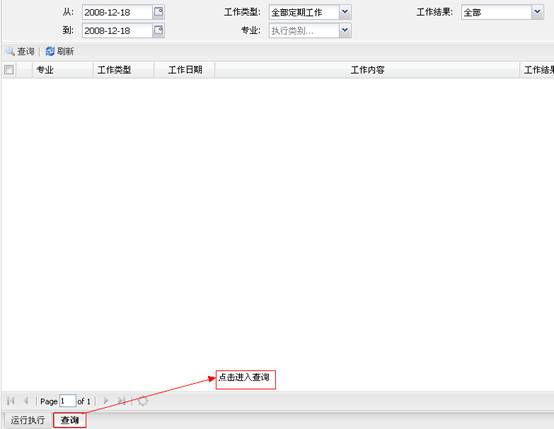 从: 2008-12-18 工作类型: 全部定期工作 工作结果: 全部
到: 2008-12-18 专业: 执行类别...
查询 刷新
专业 工作类型 工作日期 工作内容 工作结果
点击进入查询
Page 1 of 1
运行执行 查询